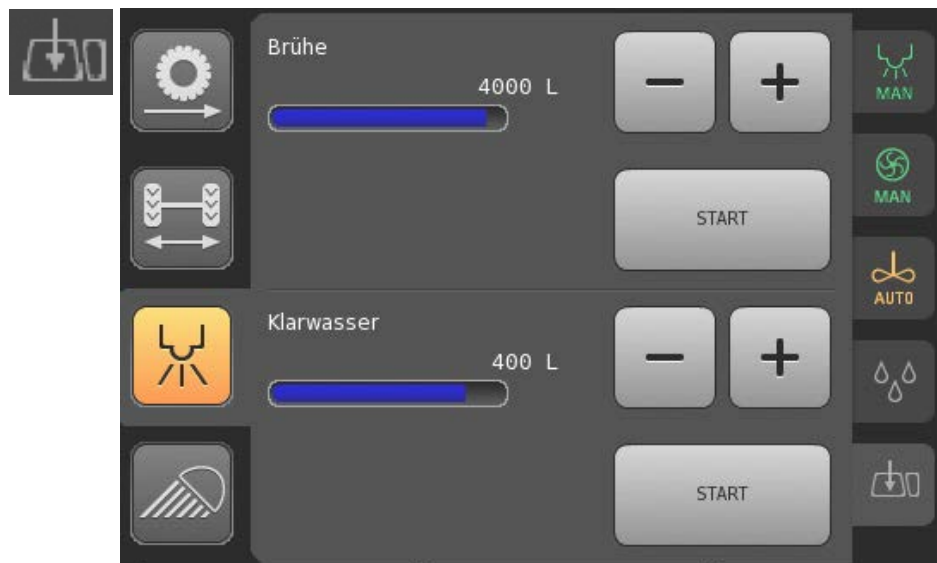 Brühe
4000 L
START
Klarwasser
400 L
START
MAN
MAN
AUTO